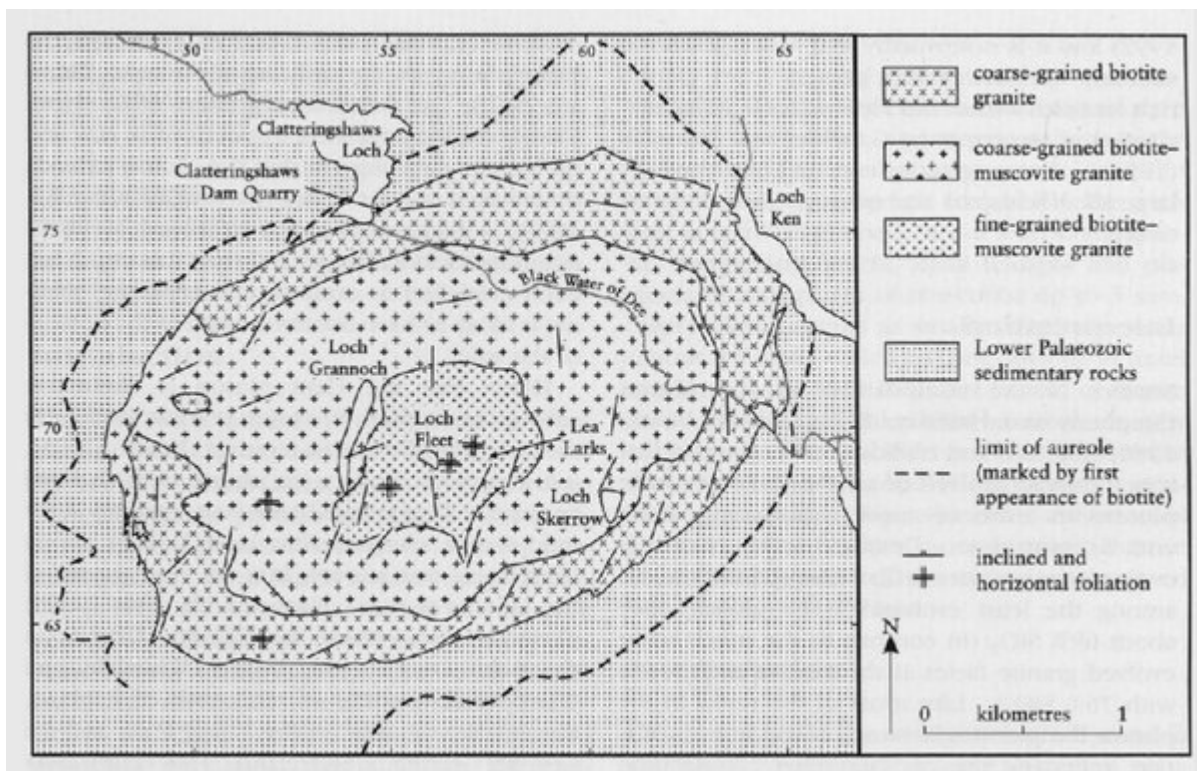 50
55
60
65
75
70
65
Clatteringshaws
Loch
Clatteringshaws
Dam Quarry
Loch
Ken
Black Water of Dee
Loch
Grannoch
Loch
Fleet
Lea
Larks
Loch
Skerrow
coarse-grained biotite
granite
coarse-grained biotite–
muscovite granite
fine-grained biotite–
muscovite granite
Lower Palaeozoic
sedimentary rocks
limit of aureole
(marked by first
appearance of biotite)
inclined and
horizontal foliation
N
0 kilometres 1